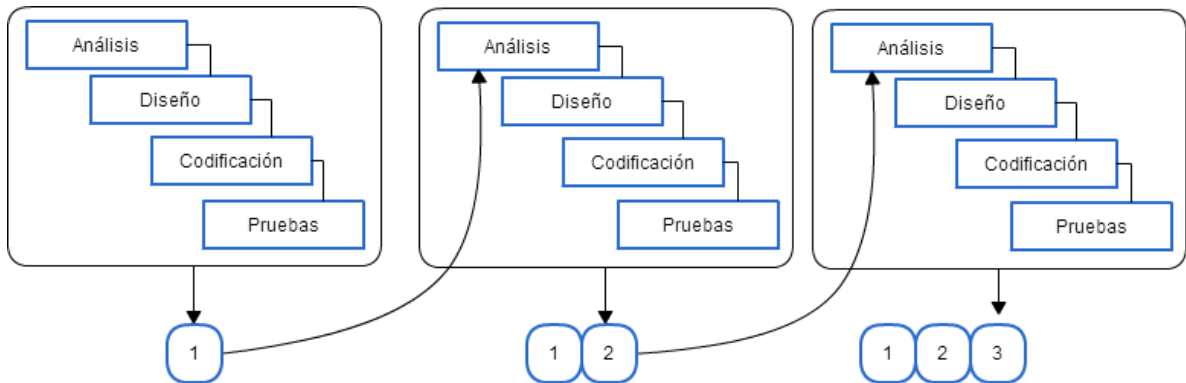 Análisis
Diseño
Codificación
Pruebas
1
Análisis
Diseño
Codificación
Pruebas
1 2
Análisis
Diseño
Codificación
Pruebas
1 2 3